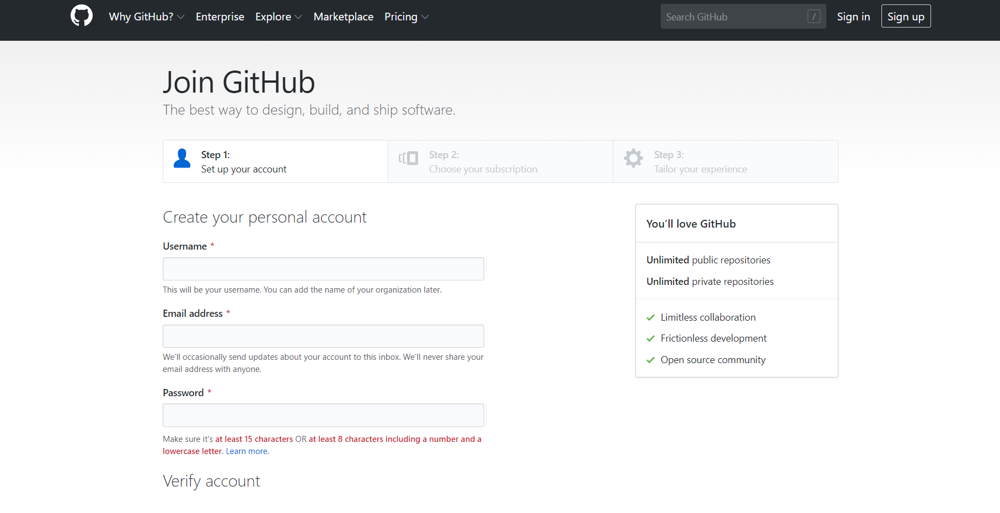 Why GitHub? Enterprise Explore Marketplace Pricing Search GitHub / Sign in Sign up
Join GitHub
The best way to design, build, and ship software.
Step 1:
Set up your account
Step 2:
Choose your subscription
Step 3:
Tailor your experience
Create your personal account
Username *
This will be your username. You can add the name of your organization later.
Email address *
We’ll occasionally send updates about your account to this inbox. We’ll never share your
email address with anyone.
Password *
Make sure it's at least 15 characters OR at least 8 characters including a number and a
lowercase letter. Learn more.
Verify account
You’ll love GitHub
Unlimited public repositories
Unlimited private repositories
Limitless collaboration
Frictionless development
Open source community